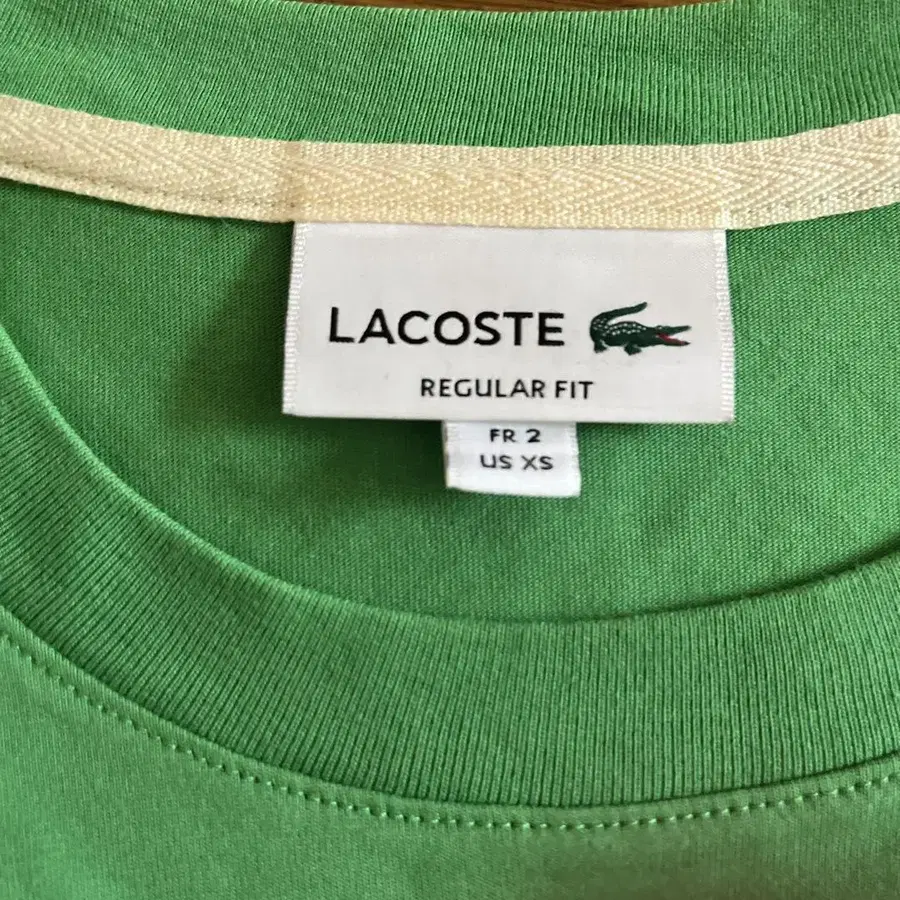 LACOSTE
REGULAR FIT
FR 2
US XS